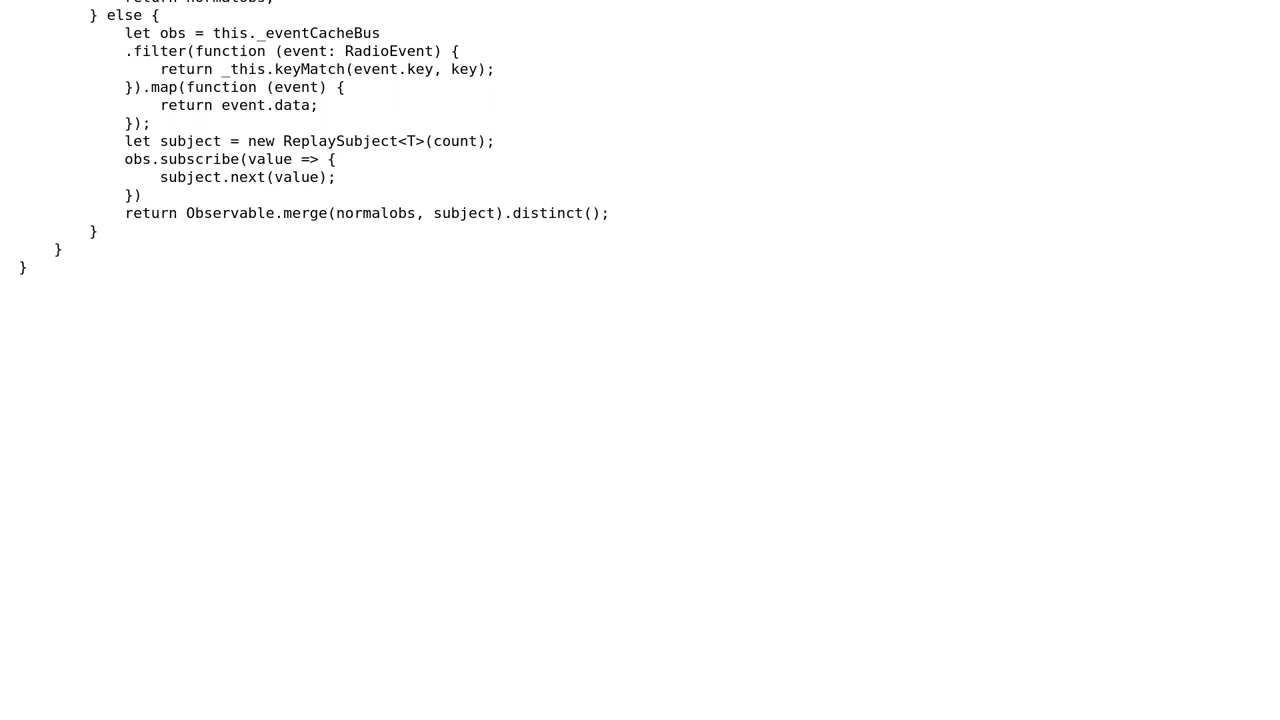 } else {
let obs = this._eventCacheBus
.filter(function (event: RadioEvent) {
return _this.keyMatch(event.key, key);
}).map(function (event) {
return event.data;
});
let subject = new ReplaySubject<T>(count);
obs.subscribe(value => {
subject.next(value);
})
return Observable.merge(normalobs, subject).distinct();
}
}
}